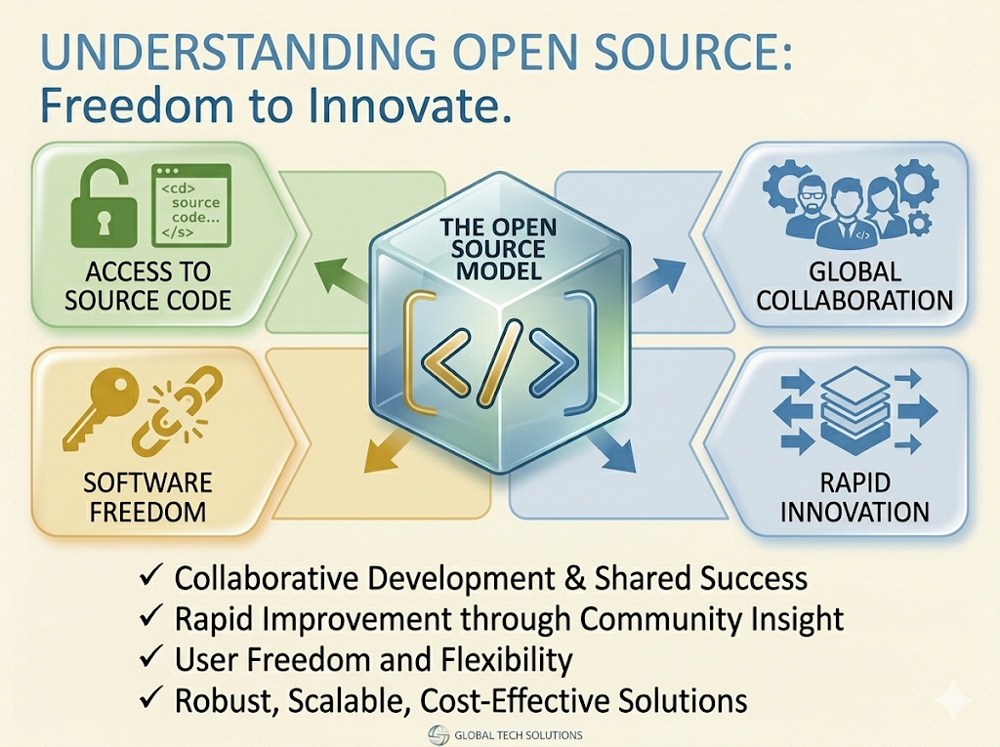 UNDERSTANDING OPEN SOURCE:
Freedom to Innovate.
<cd>
source
code...
</s>
ACCESS TO
SOURCE CODE
THE OPEN
SOURCE
MODEL
[</>]
</>
GLOBAL
COLLABORATION
SOFTWARE
FREEDOM
RAPID
INNOVATION
✓ Collaborative Development & Shared Success
✓ Rapid Improvement through Community Insight
✓ User Freedom and Flexibility
✓ Robust, Scalable, Cost-Effective Solutions
GLOBAL TECH SOLUTIONS